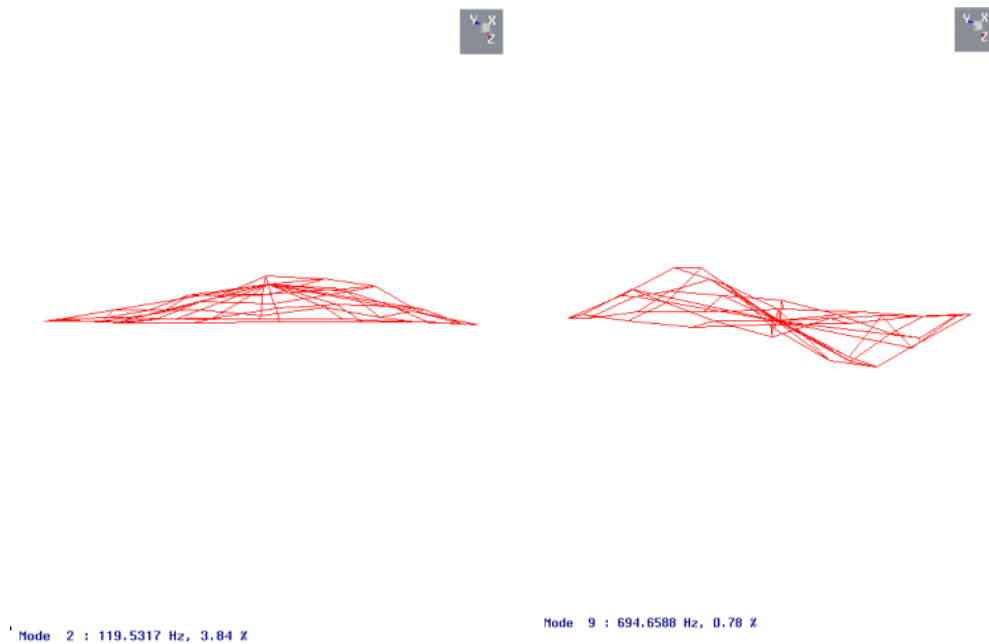 Y X
Z
Y X
Z
Mode 2 : 119.5317 Hz, 3.84 %
Mode 9 : 694.6588 Hz, 0.78 %